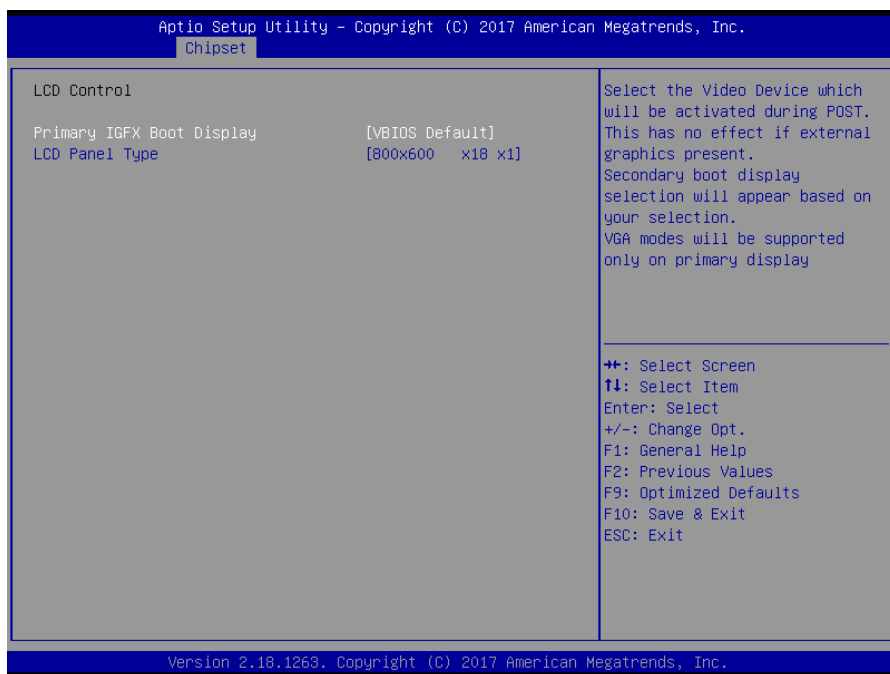 Aptio Setup Utility – Copyright (C) 2017 American Megatrends, Inc.
Chipset
LCD Control
Primary IGFX Boot Display [VBIOS Default]
LCD Panel Type [800x600 x18 x1]
Select the Video Device which
will be activated during POST.
This has no effect if external
graphics present.
Secondary boot display
selection will appear based on
your selection.
VGA modes will be supported
only on primary display
→←: Select Screen
↑↓: Select Item
Enter: Select
+/-: Change Opt.
F1: General Help
F2: Previous Values
F9: Optimized Defaults
F10: Save & Exit
ESC: Exit
Version 2.18.1263. Copyright (C) 2017 American Megatrends, Inc.